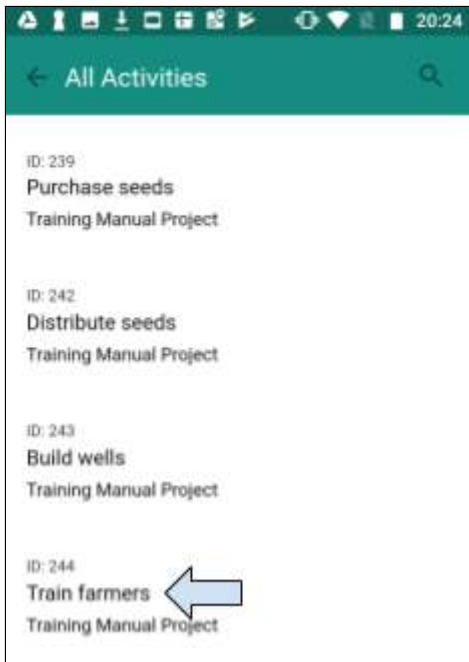 20:24
All Activities
ID: 239
Purchase seeds
Training Manual Project
ID: 242
Distribute seeds
Training Manual Project
ID: 243
Build wells
Training Manual Project
ID: 244
Train farmers
Training Manual Project